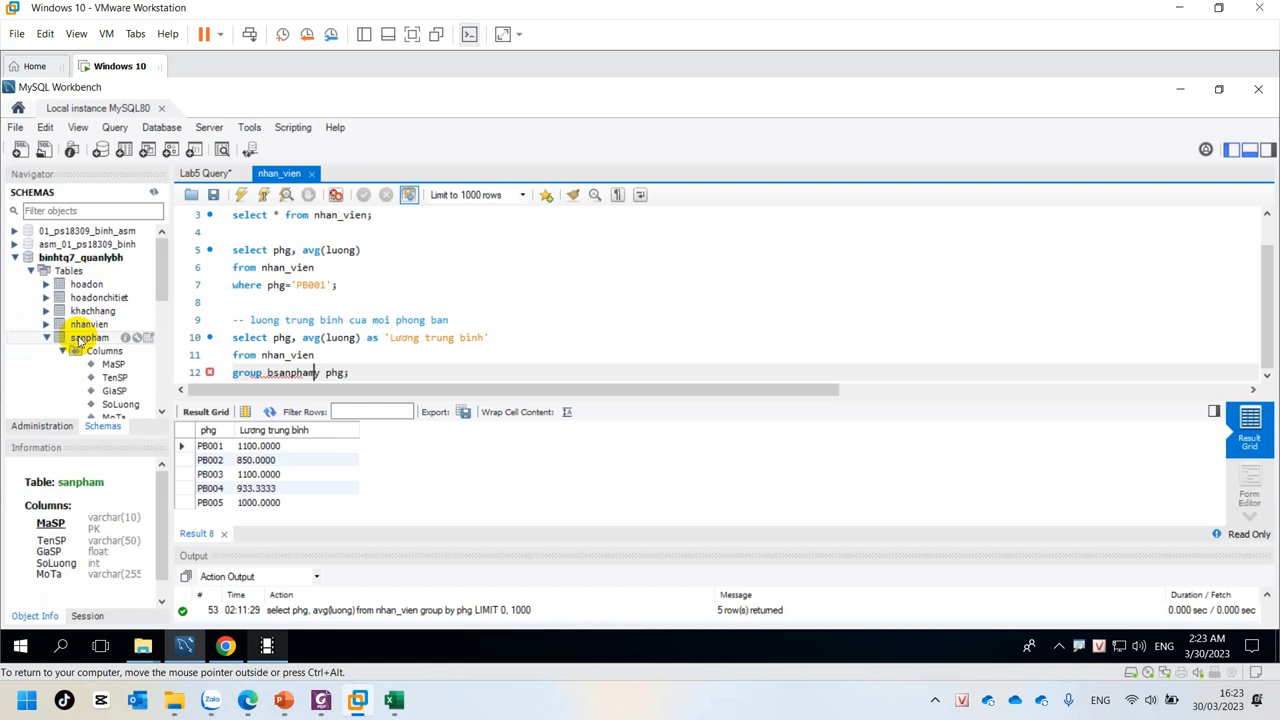 Windows 10 - VMware Workstation
File Edit View VM Tabs Help
Home Windows 10
MySQL Workbench
Local instance MySQL80
File Edit View Query Database Server Tools Scripting Help
Navigator
SCHEMAS
Filter objects
01_ps18309_binh_asm
asm_01_ps18309_binh
binhtq7_quanlybh
Tables
hoadon
hoadonchitiet
khachhang
nhanvien
sanpham
Columns
MaSP
TenSP
GiaSP
SoLuong
MoTa
Administration Schemas
Information
Table: sanpham
Columns:
MaSP varchar(10)
PK
TenSP varchar(50)
GiaSP float
SoLuong int
MoTa varchar(255
Object Info Session
Lab5 Query* nhan_vien
Limit to 1000 rows
3 select * from nhan_vien;
4
5 select phg, avg(luong)
6 from nhan_vien
7 where phg='PB001';
8
9 -- luong trung binh cua moi phong ban
10 select phg, avg(luong) as 'Lương trung bình'
11 from nhan_vien
12 group bsanphamy phg;
Result Grid Filter Rows: Export: Wrap Cell Content:
phg Lương trung bình
PB001 1100.0000
PB002 850.0000
PB003 1100.0000
PB004 933.3333
PB005 1000.0000
Result Grid
Form Editor
Result 8 Read Only
Output
Action Output
# Time Action Message Duration / Fetch
53 02:11:29 select phg, avg(luong) from nhan_vien group by phg LIMIT 0, 1000 5 row(s) returned 0.000 sec / 0.000 sec
ENG 2:23 AM
3/30/2023
To return to your computer, move the mouse pointer outside or press Ctrl+Alt.
Zalo
ENG 16:23
30/03/2023